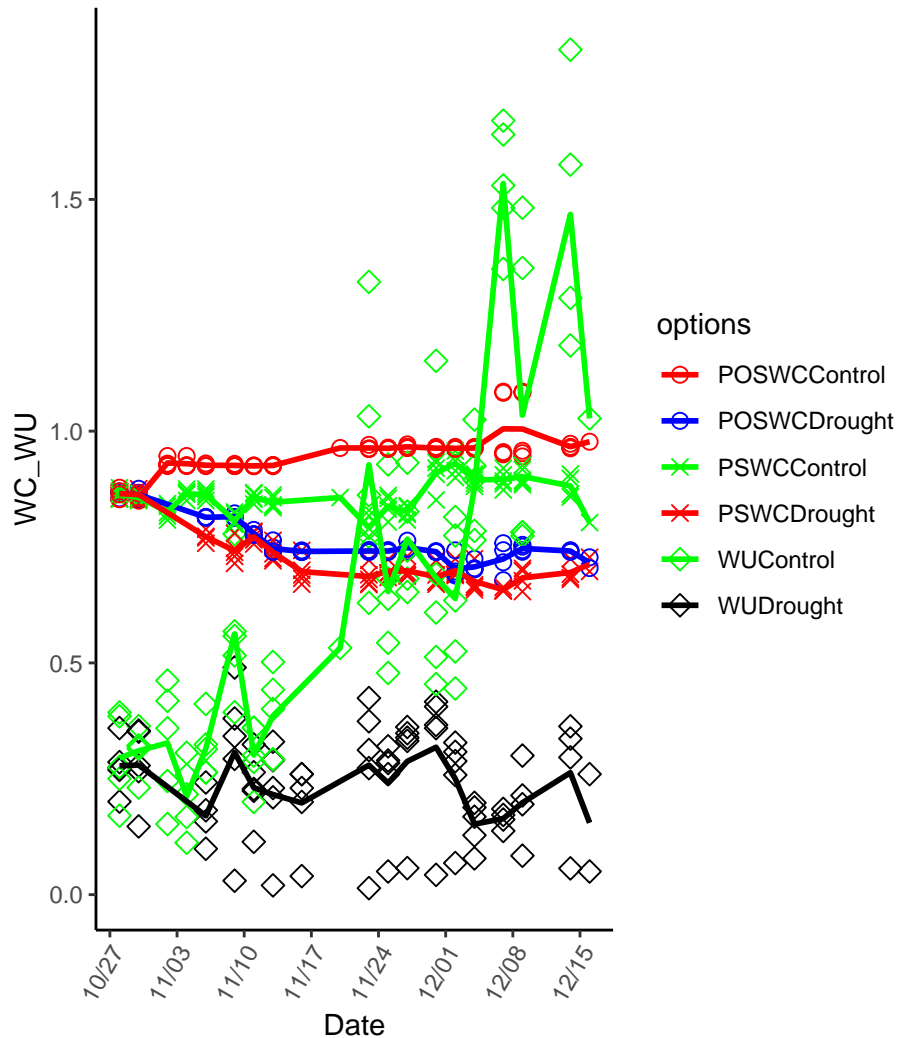 WC_WU
1.5
1.0
0.5
0.0
10/27
11/03
11/10
11/17
11/24
12/01
12/08
12/15
Date
options
POSWCControl
POSWCDrought
PSWCControl
PSWCDrought
WUControl
WUDrought